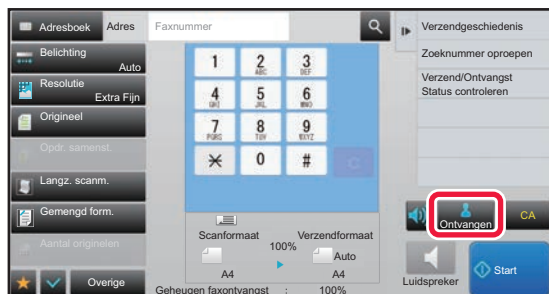 Adresboek
Adres
Faxnummer
Belichting
Auto
Resolutie
Extra Fijn
Origineel
Opdr. samenst.
Langz. scanm.
Gemengd form.
Aantal originelen
Overige
1
2
ABC
3
DEF
4
GHI
5
JKL
6
MNO
7
PQRS
8
TUV
9
WXYZ
0
#
C
Scanformaat
100%
Verzendformaat
Auto
A4
A4
Geheugen faxontvangst : 100%
Verzendgeschiedenis
Zoeknummer oproepen
Verzend/Ontvangst
Status controleren
Ontvangen
CA
Luidspreker
Start